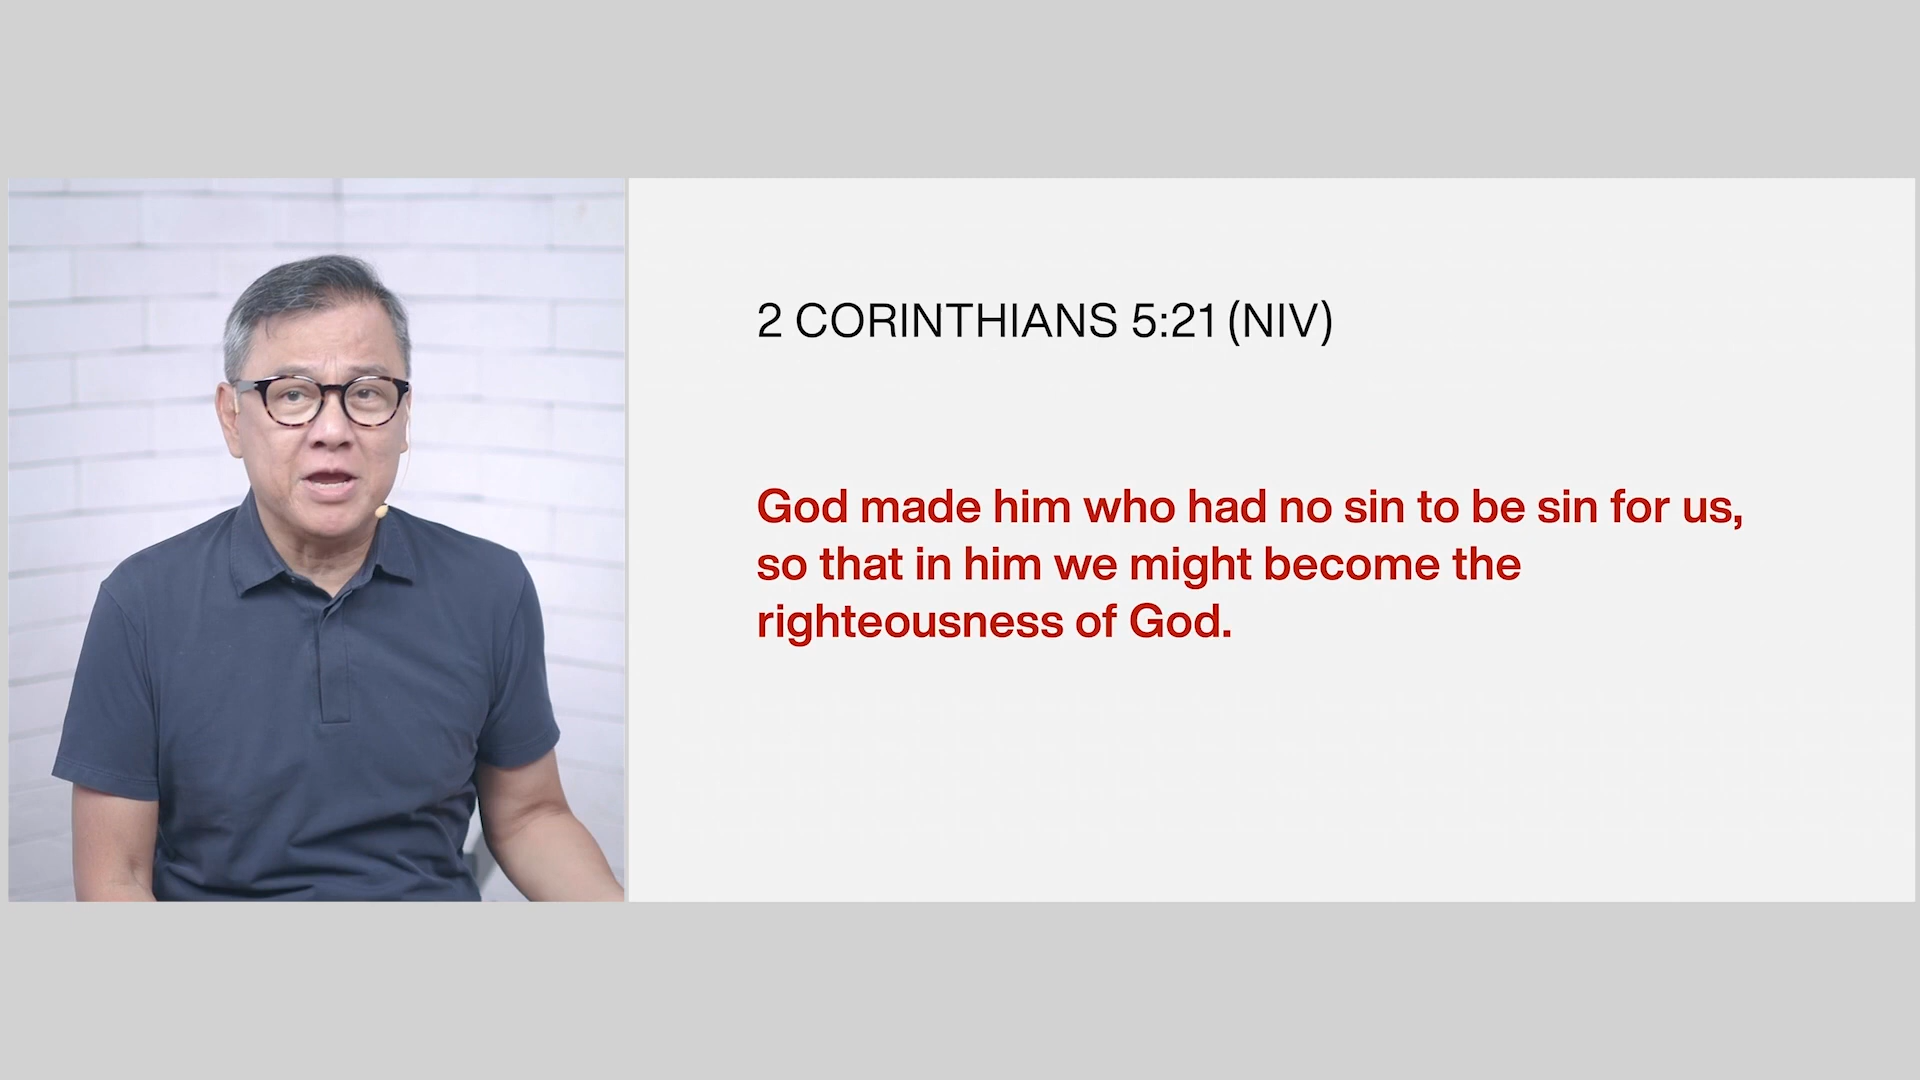 2 CORINTHIANS 5:21 (NIV)
God made him who had no sin to be sin for us,
so that in him we might become the
righteousness of God.